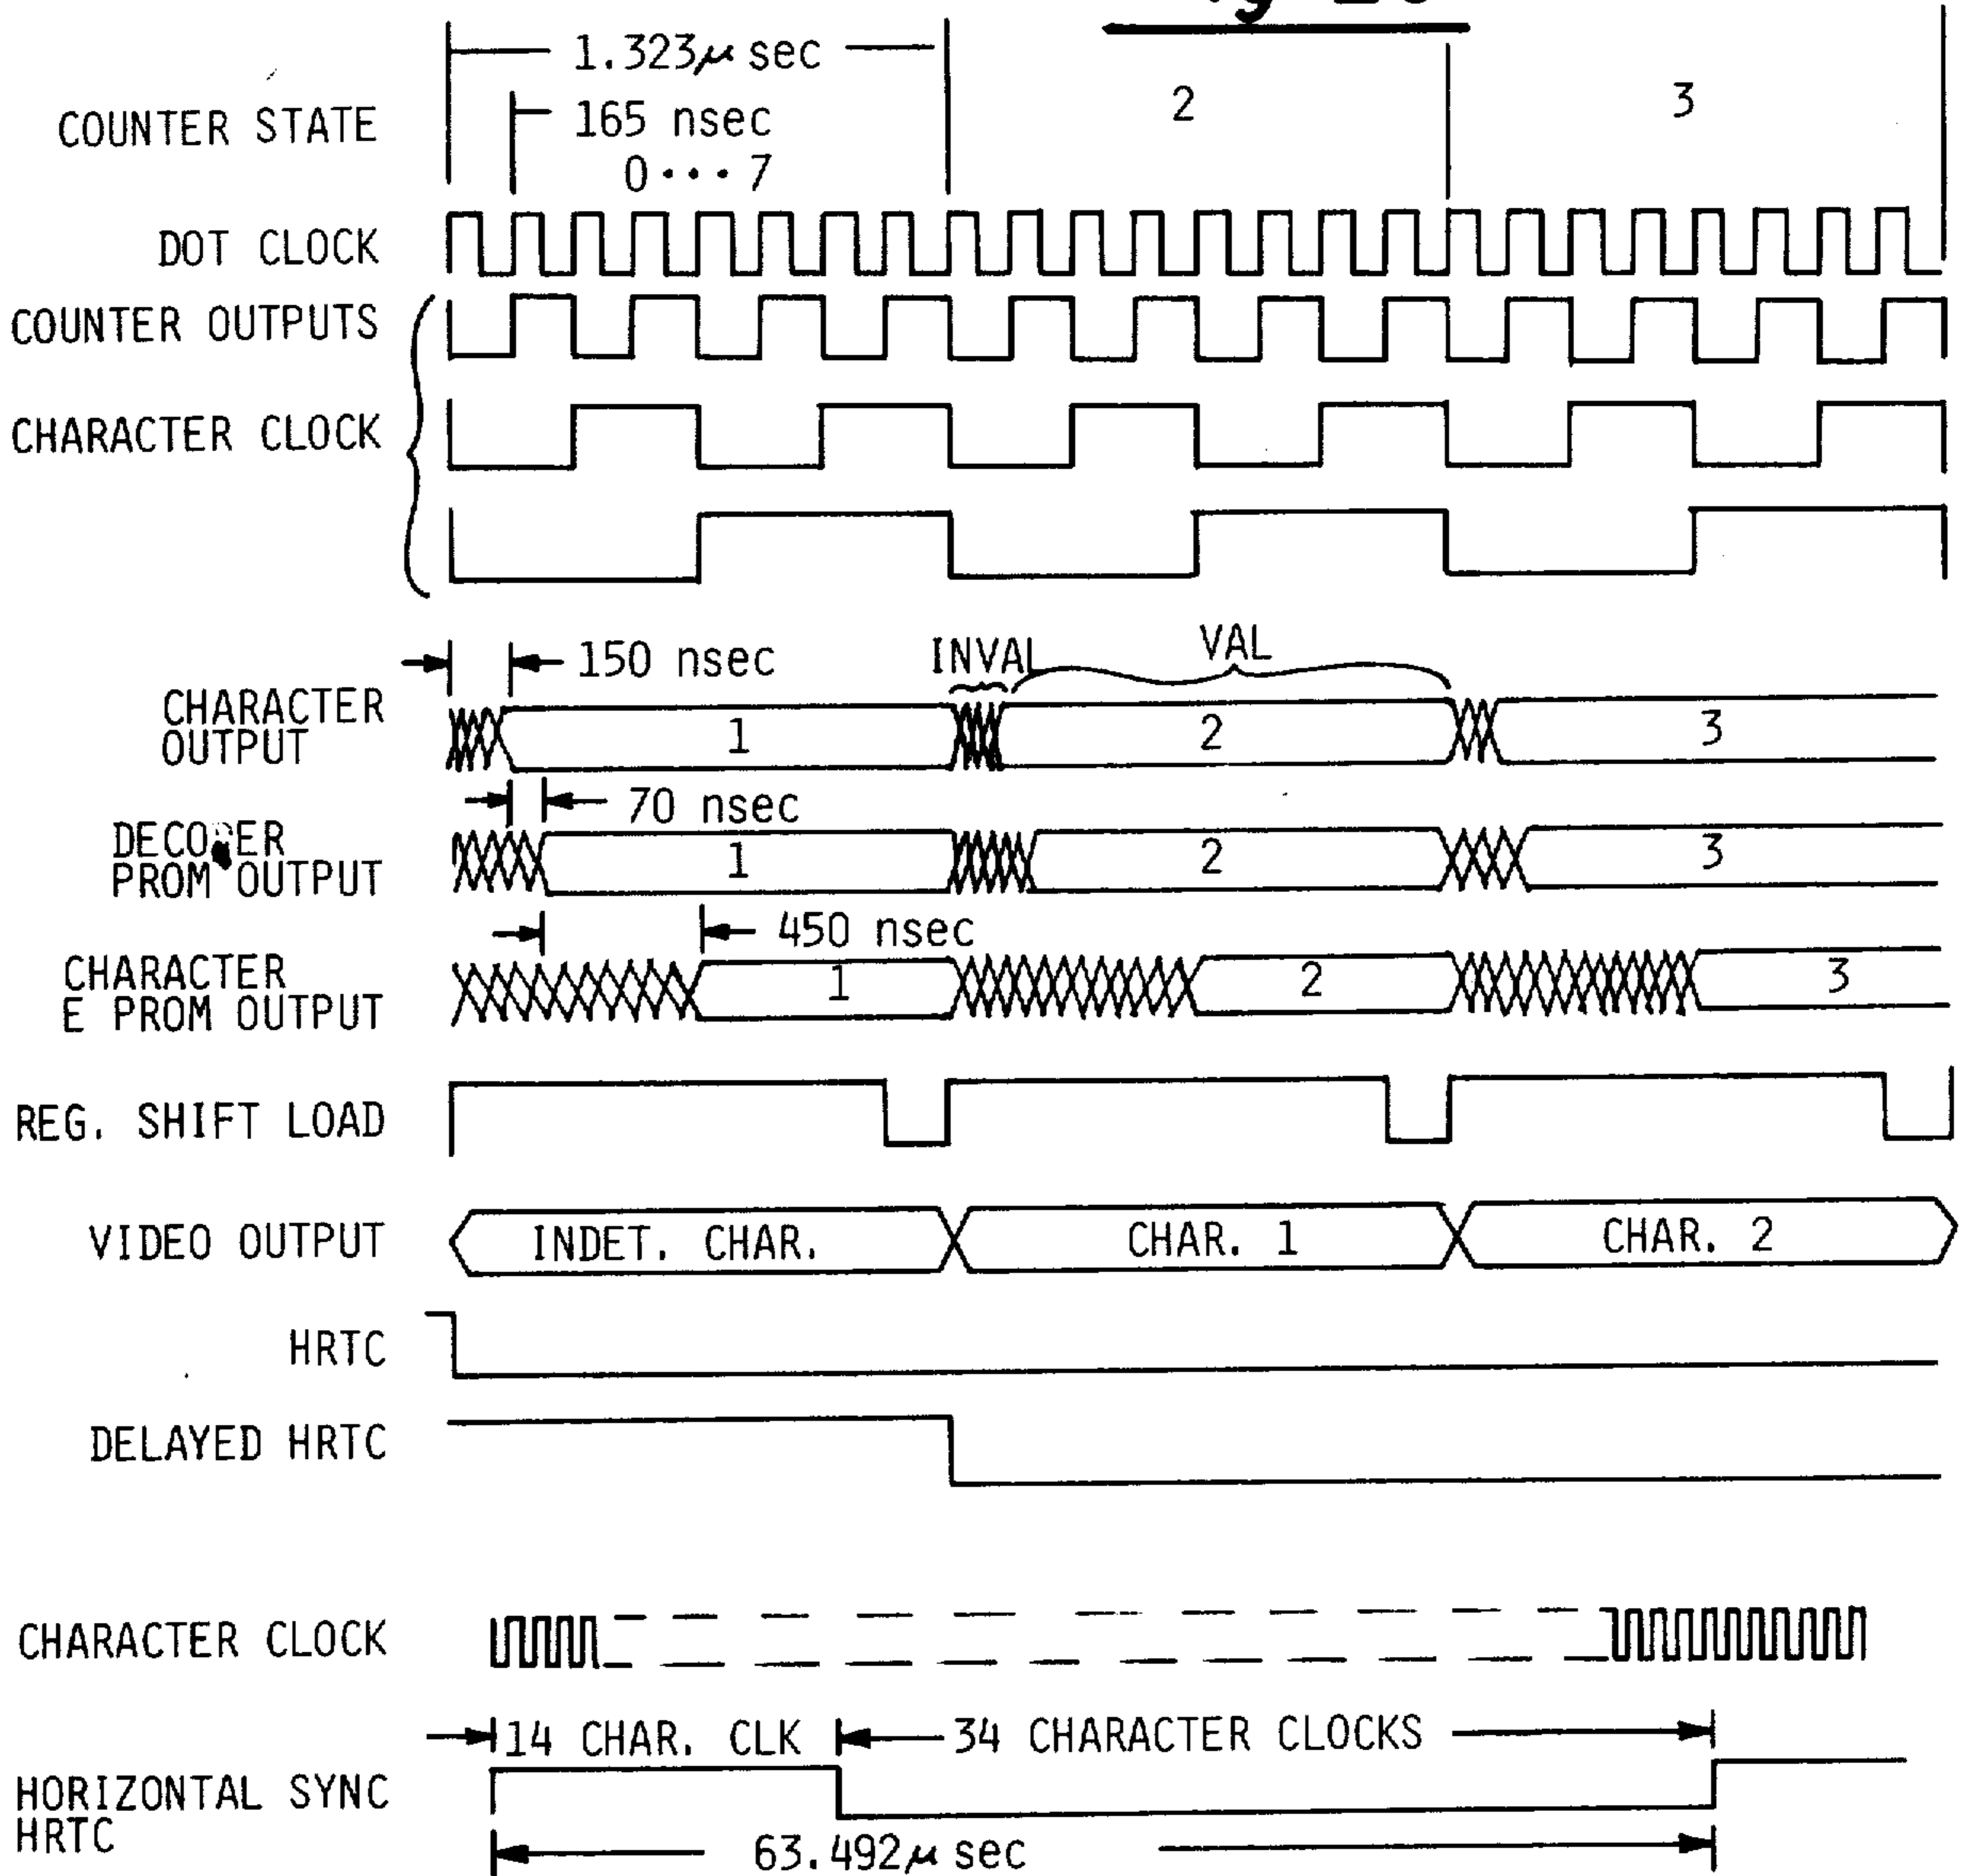 1.323μ sec
COUNTER STATE
165 nsec
0···7
2
3
DOT CLOCK
COUNTER OUTPUTS
CHARACTER CLOCK
150 nsec
INVAL
VAL
CHARACTER
OUTPUT
1
2
3
70 nsec
DECODER
PROM OUTPUT
1
2
3
450 nsec
CHARACTER
E PROM OUTPUT
1
2
3
REG. SHIFT LOAD
VIDEO OUTPUT
INDET. CHAR.
CHAR. 1
CHAR. 2
HRTC
DELAYED HRTC
CHARACTER CLOCK
14 CHAR. CLK
34 CHARACTER CLOCKS
HORIZONTAL SYNC
HRTC
63.492μ sec